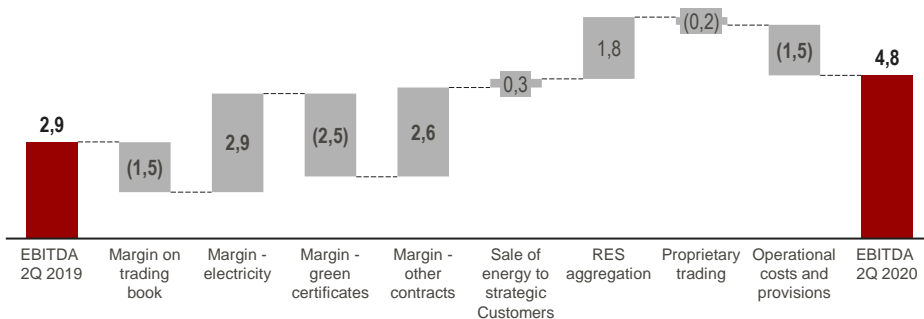 2,9
(1,5)
2,9
(2,5)
2,6
0,3
1,8
(0,2)
(1,5)
4,8
EBITDA
2Q 2019
Margin on
trading
book
Margin -
electricity
Margin -
green
certificates
Margin -
other
contracts
Sale of
energy to
strategic
Customers
RES
aggregation
Proprietary
trading
Operational
costs and
provisions
EBITDA
2Q 2020